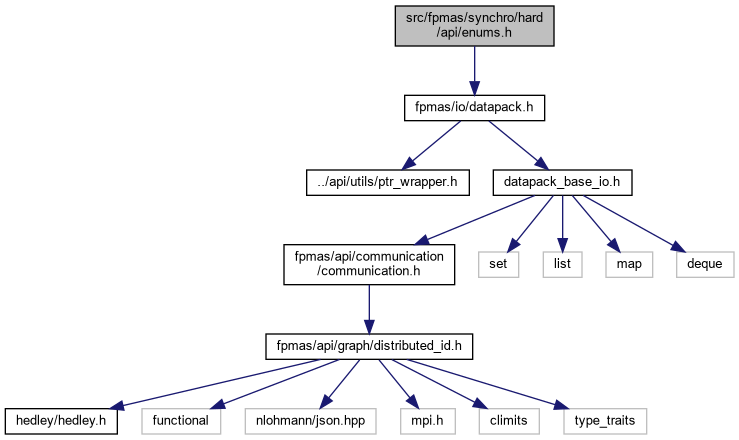 src/fpmas/synchro/hard
/api/enums.h
fpmas/io/datapack.h
../api/utils/ptr_wrapper.h
datapack_base_io.h
fpmas/api/communication
/communication.h
set
list
map
deque
fpmas/api/graph/distributed_id.h
hedley/hedley.h
functional
nlohmann/json.hpp
mpi.h
climits
type_traits